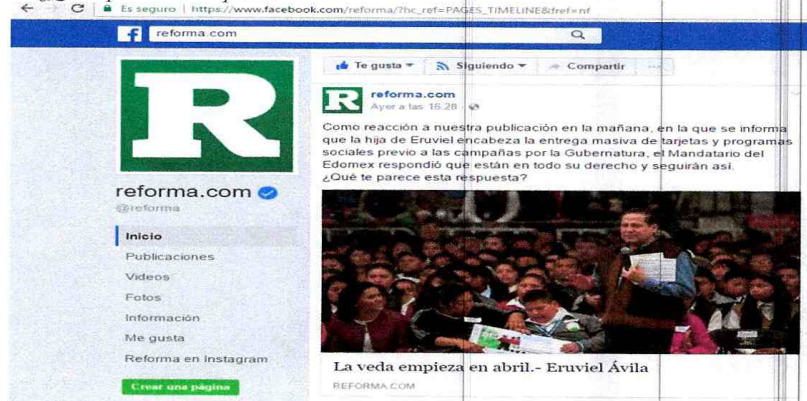 Es seguro | https://www.facebook.com/reforma/?hc_ref=PAGES_TIMELINE&fref=nf
f reforma.com
R
Te gusta Siguiendo Compartir
R
reforma.com
Ayer a las 16:28
Como reacción a nuestra publicación en la mañana, en la que se informa
que la hija de Eruviel encabeza la entrega masiva de tarjetas y programas
sociales previo a las campañas por la Gubernatura, el Mandatario del
Edomex respondió que están en todo su derecho y seguirán así.
¿Qué te parece esta respuesta?
La veda empieza en abril.- Eruviel Ávila
REFORMA.COM
reforma.com
@reforma
Inicio
Publicaciones
Videos
Fotos
Información
Me gusta
Reforma en Instagram
Crear una página